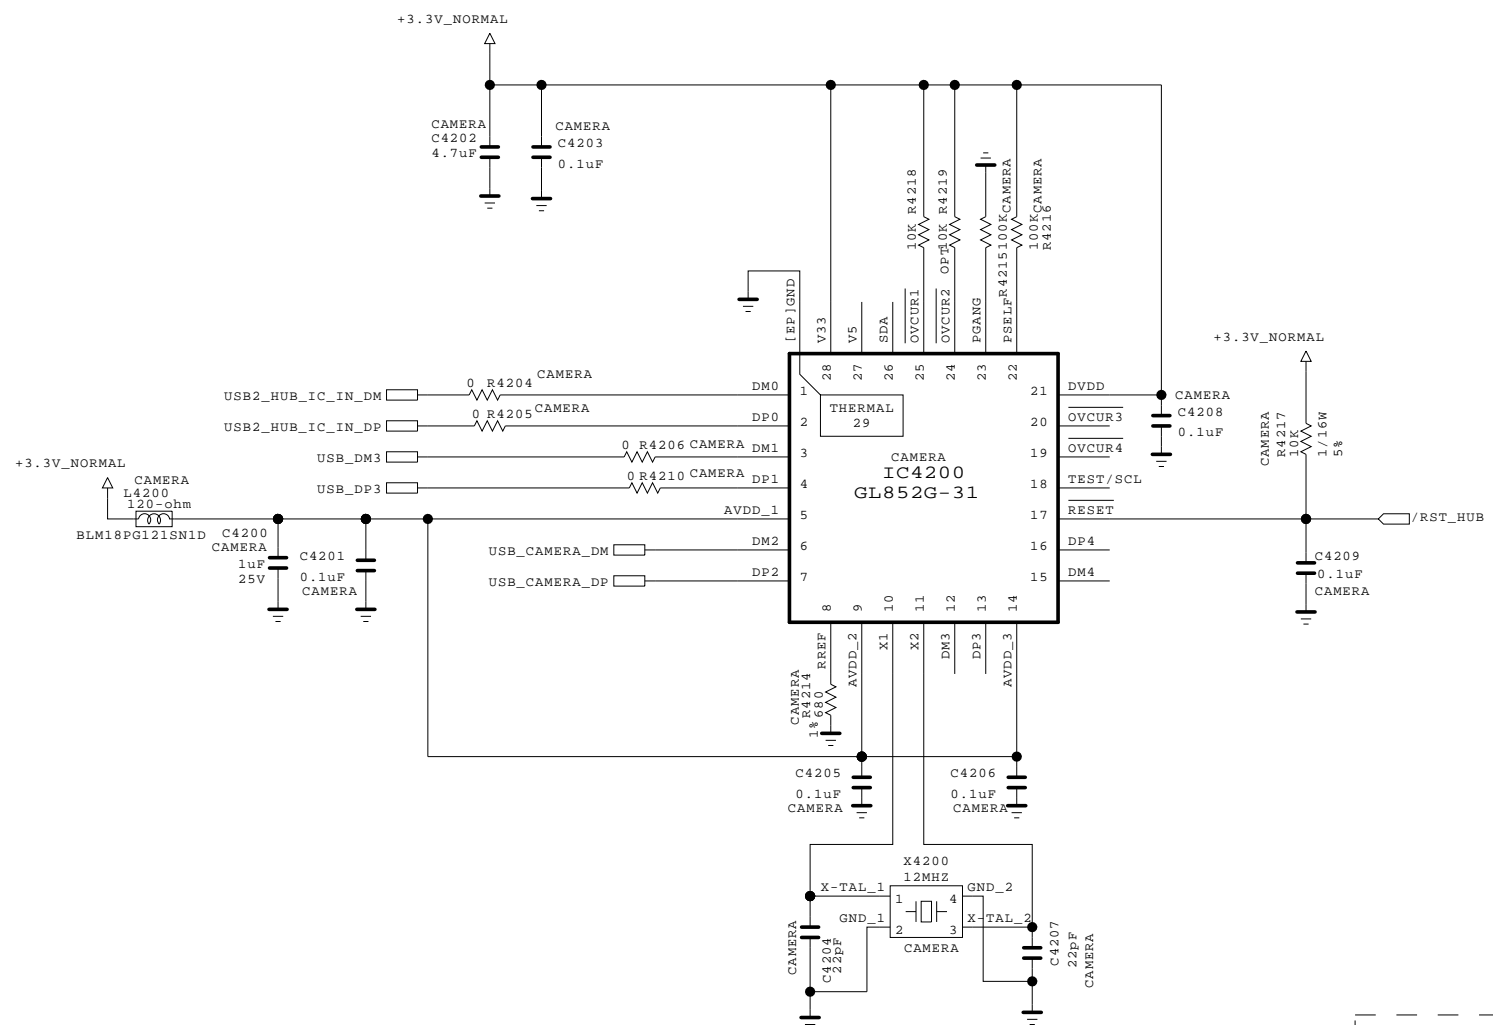 +3.3V_NORMAL
CAMERA
C4202
4.7uF
CAMERA
C4203
0.1uF
10K R4218
10K R4219
OPT
R4215 100K CAMERA
100K CAMERA
R4216
[EP]GND
V33
V5
SDA
OVCUR1
OVCUR2
PGANG
PSELF
28
27
26
25
24
23
22
+3.3V_NORMAL
USB2_HUB_IC_IN_DM
0 R4204 CAMERA
DM0
1
USB2_HUB_IC_IN_DP
0 R4205 CAMERA
DP0
2
USB_DM3
0 R4206 CAMERA
DM1
3
USB_DP3
0 R4210 CAMERA
DP1
4
AVDD_1
5
USB_CAMERA_DM
DM2
6
USB_CAMERA_DP
DP2
7
THERMAL
29
CAMERA
IC4200
GL852G-31
21
DVDD
20
OVCUR3
19
OVCUR4
18
TEST/SCL
17
RESET
16
DP4
15
DM4
CAMERA
C4208
0.1uF
CAMERA
R4217
10K
1/16W
5%
/RST_HUB
C4209
0.1uF
CAMERA
+3.3V_NORMAL
CAMERA
L4200
120-ohm
BLM18PG121SN1D
C4200
CAMERA
1uF
25V
C4201
0.1uF
CAMERA
8
9
10
11
12
13
14
RREF
AVDD_2
X1
X2
DM3
DP3
AVDD_3
CAMERA
R4214
680
1%
C4205
0.1uF
CAMERA
C4206
0.1uF
CAMERA
X4200
12MHZ
X-TAL_1
1
4
GND_2
GND_1
2
3
X-TAL_2
CAMERA
CAMERA
C4204
22pF
C4207
22pF
CAMERA